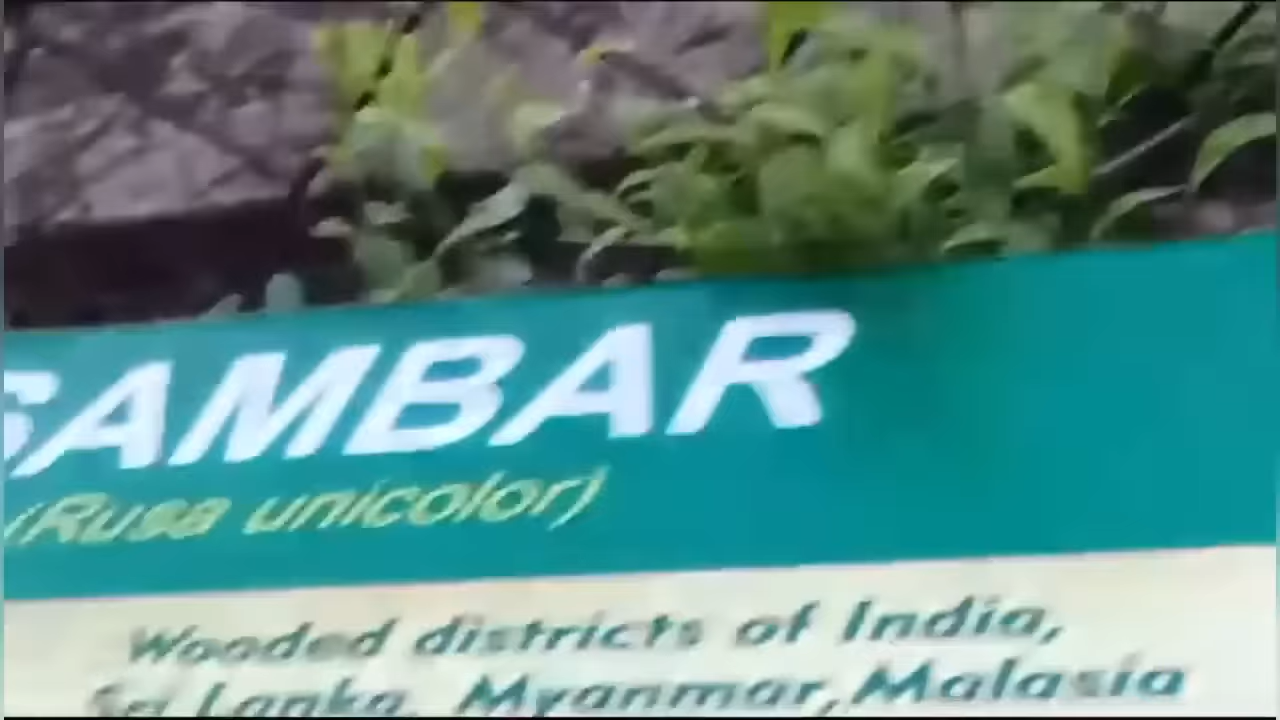 SAMBAR
(Rusa unicolor)
Wooded districts of India,
Sri Lanka, Myanmar, Malasia